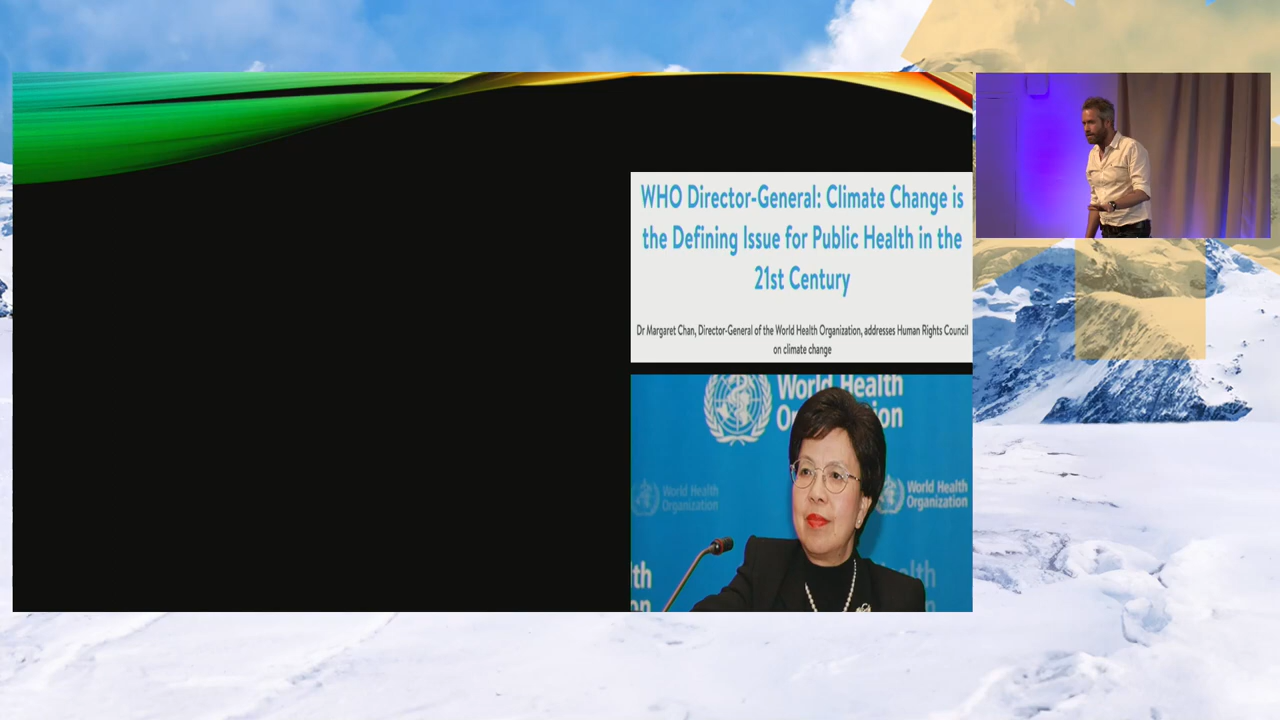 WHO Director-General: Climate Change is
the Defining Issue for Public Health in the
21st Century
Dr Margaret Chan, Director-General of the World Health Organization, addresses Human Rights Council
on climate change
World Health
Organization
World Health
Organization
World Health
Organization